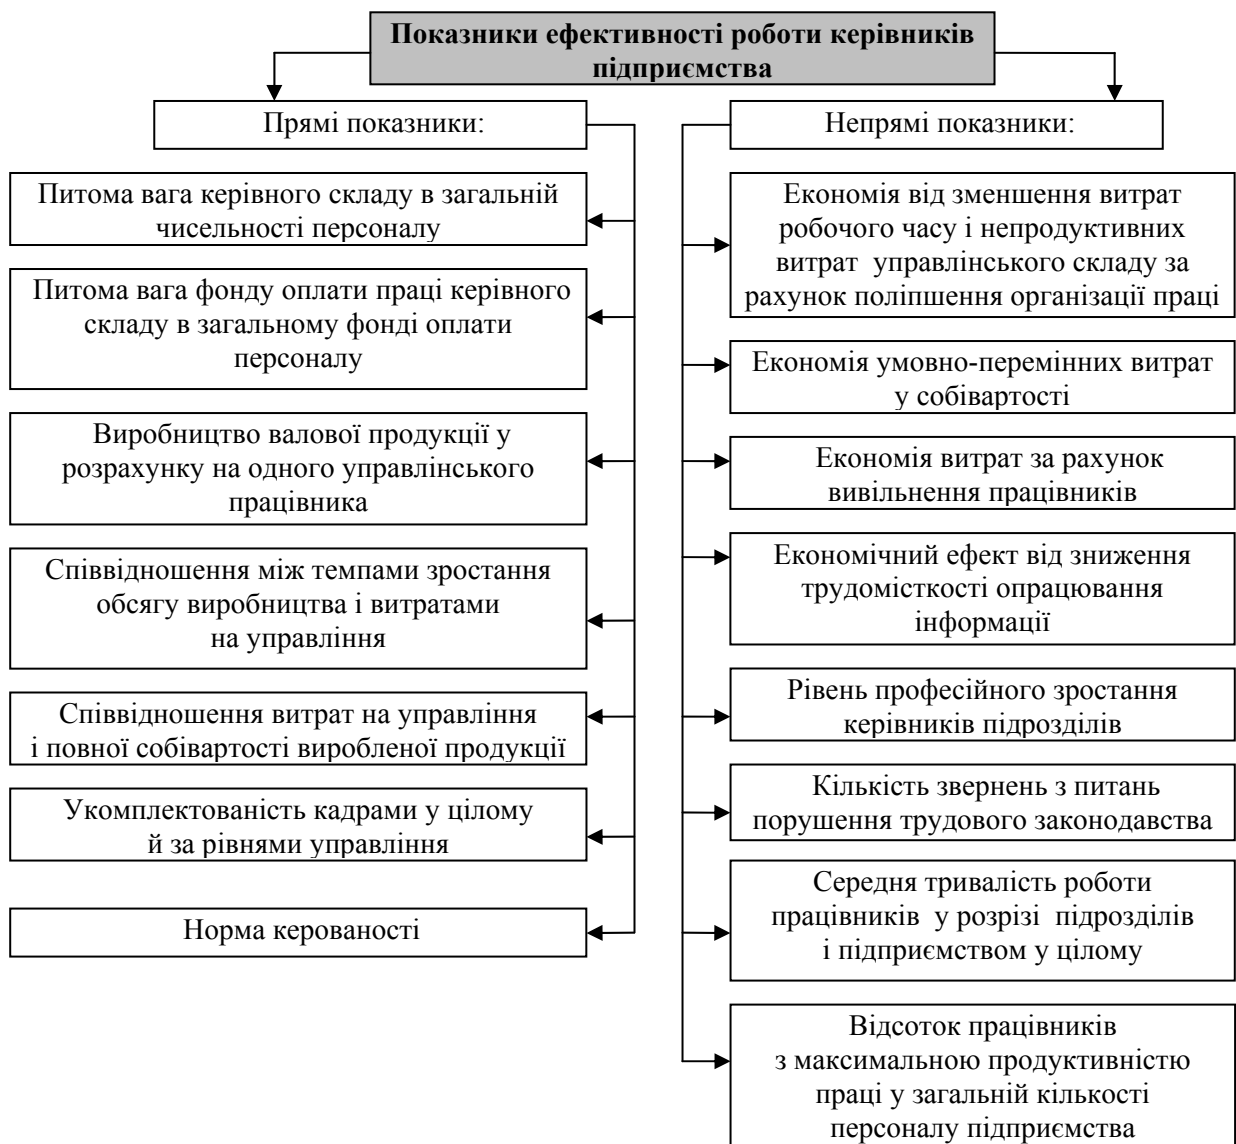 Показники ефективності роботи керівників
підприємства
Прямі показники:
Питома вага керівного складу в загальній
чисельності персоналу
Питома вага фонду оплати праці керівного
складу в загальному фонді оплати
персоналу
Виробництво валової продукції у
розрахунку на одного управлінського
працівника
Співвідношення між темпами зростання
обсягу виробництва і витратами
на управління
Співвідношення витрат на управління
і повної собівартості виробленої продукції
Укомплектованість кадрами у цілому
й за рівнями управління
Норма керованості
Непрямі показники:
Економія від зменшення витрат
робочого часу і непродуктивних
витрат управлінського складу за
рахунок поліпшення організації праці
Економія умовно-перемінних витрат
у собівартості
Економія витрат за рахунок
вивільнення працівників
Економічний ефект від зниження
трудомісткості опрацювання
інформації
Рівень професійного зростання
керівників підрозділів
Кількість звернень з питань
порушення трудового законодавства
Середня тривалість роботи
працівників у розрізі підрозділів
і підприємством у цілому
Відсоток працівників
з максимальною продуктивністю
праці у загальній кількості
персоналу підприємства